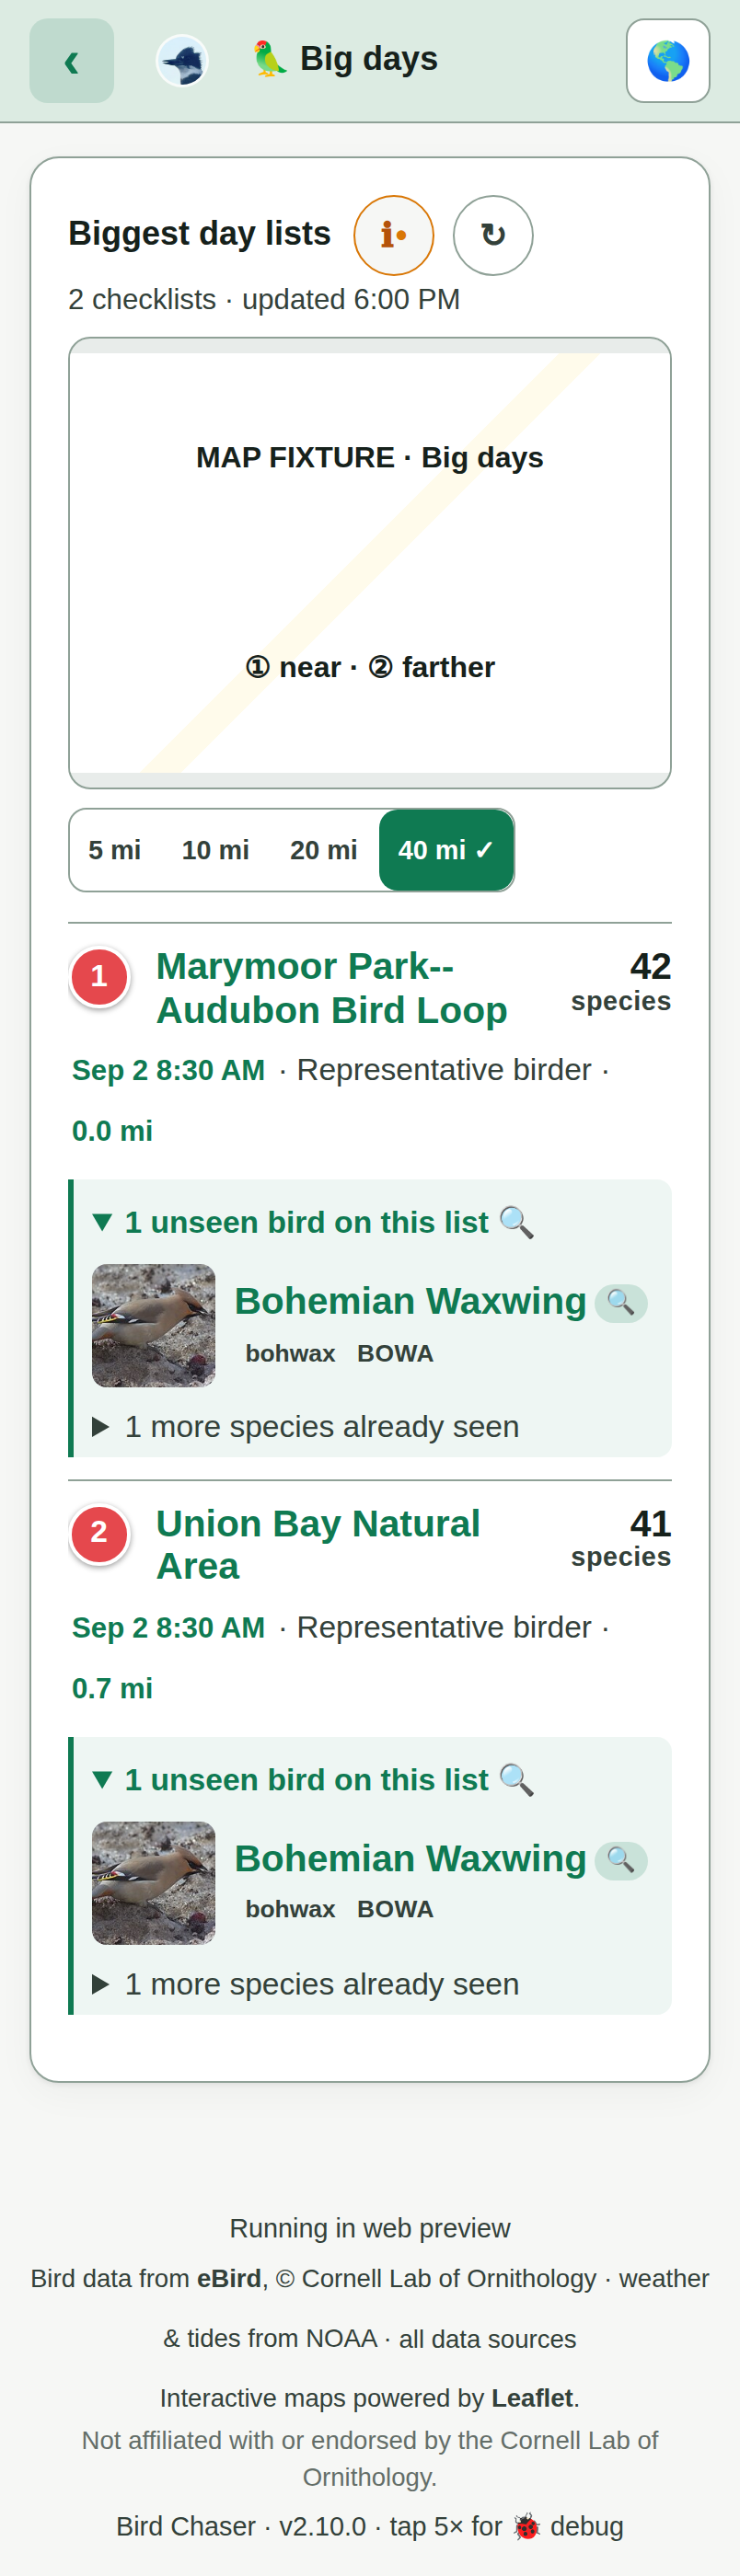 ‹ 🦜 Big days 🌎
Biggest day lists ℹ• ↻
2 checklists · updated 6:00 PM
MAP FIXTURE · Big days
① near · ② farther
5 mi 10 mi 20 mi 40 mi ✓
1 Marymoor Park-- 42
Audubon Bird Loop species
Sep 2 8:30 AM · Representative birder ·
0.0 mi
▼ 1 unseen bird on this list 🔍
Bohemian Waxwing 🔍
bohwax BOWA
▶ 1 more species already seen
2 Union Bay Natural 41
Area species
Sep 2 8:30 AM · Representative birder ·
0.7 mi
▼ 1 unseen bird on this list 🔍
Bohemian Waxwing 🔍
bohwax BOWA
▶ 1 more species already seen
Running in web preview
Bird data from eBird, © Cornell Lab of Ornithology · weather
& tides from NOAA · all data sources
Interactive maps powered by Leaflet.
Not affiliated with or endorsed by the Cornell Lab of
Ornithology.
Bird Chaser · v2.10.0 · tap 5× for 🐞 debug